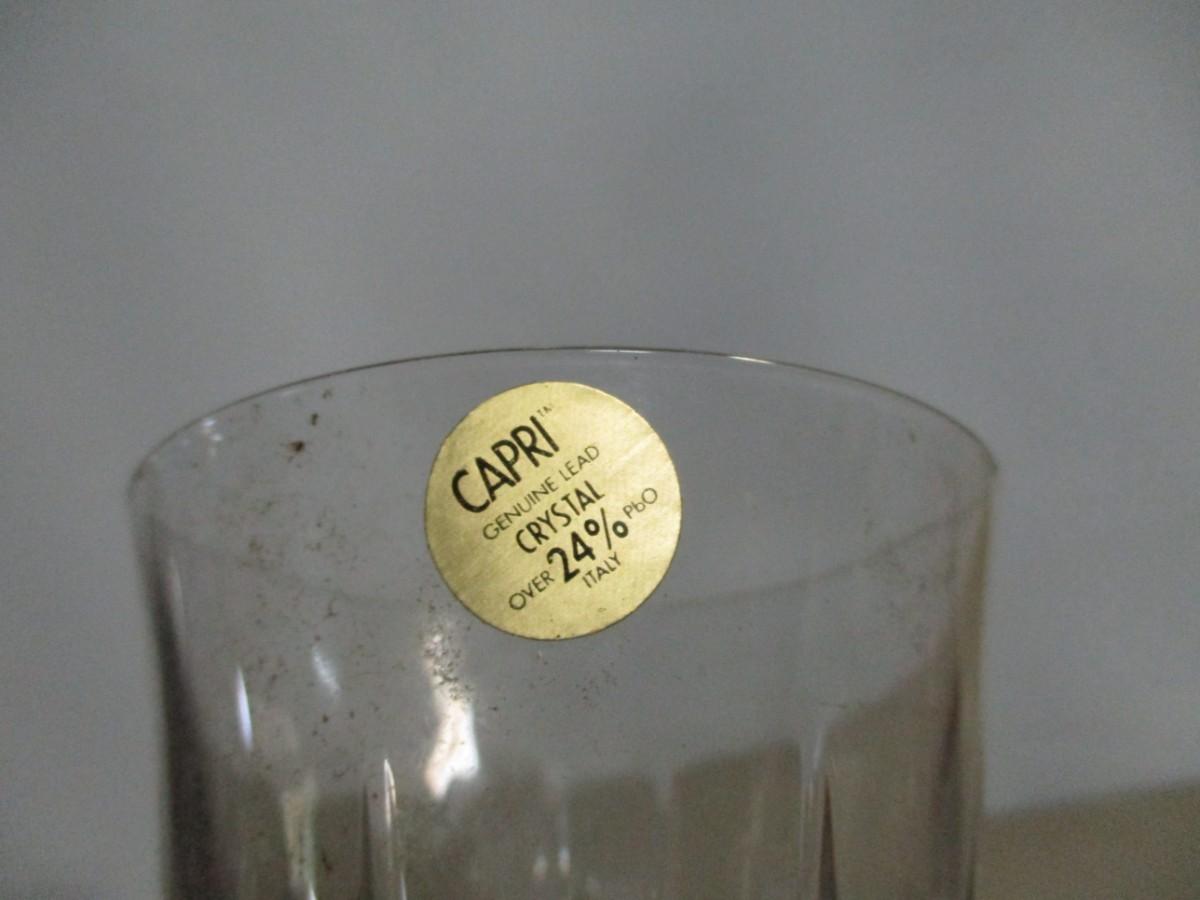 CAPRI™
GENUINE LEAD
CRYSTAL
OVER 24% PbO
ITALY